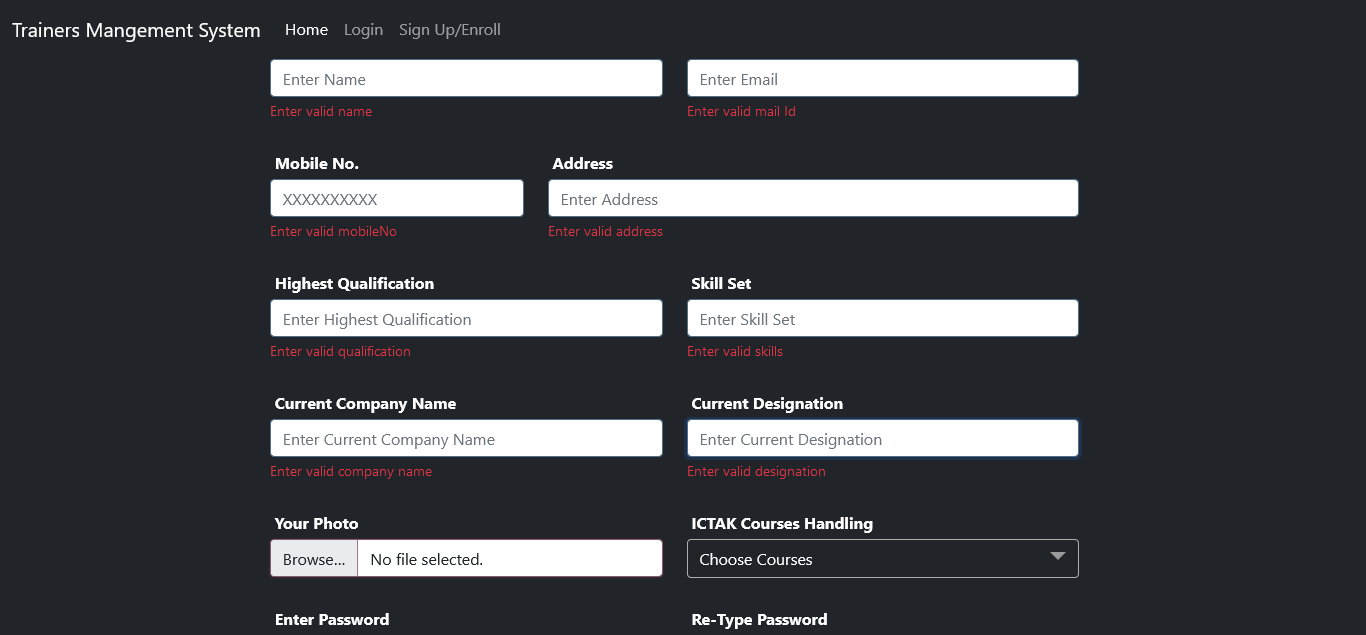 Trainers Mangement System Home Login Sign Up/Enroll
Enter Name Enter Email
Enter valid name Enter valid mail Id
Mobile No. Address
XXXXXXXXXX Enter Address
Enter valid mobileNo Enter valid address
Highest Qualification Skill Set
Enter Highest Qualification Enter Skill Set
Enter valid qualification Enter valid skills
Current Company Name Current Designation
Enter Current Company Name Enter Current Designation
Enter valid company name Enter valid designation
Your Photo ICTAK Courses Handling
Browse... No file selected. Choose Courses
Enter Password Re-Type Password